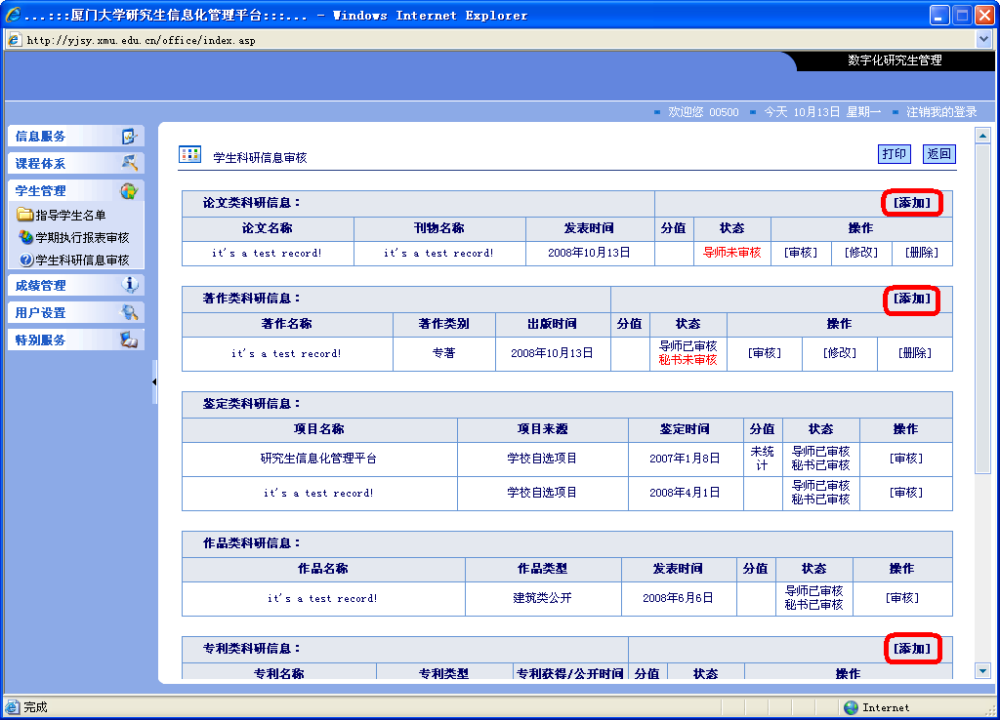 ...:::厦门大学研究生信息化管理平台:::... - Windows Internet Explorer
http://yjsy.xmu.edu.cn/office/index.asp
数字化研究生管理
欢迎您 00500 今天 10月13日 星期一 注销我的登录
信息服务
课程体系
学生管理
指导学生名单
学期执行报表审核
学生科研信息审核
成绩管理
用户设置
特别服务
学生科研信息审核 打印 返回
论文类科研信息： [添加]
论文名称 刊物名称 发表时间 分值 状态 操作
it's a test record! it's a test record! 2008年10月13日 导师未审核 [审核] [修改] [删除]
著作类科研信息： [添加]
著作名称 著作类别 出版时间 分值 状态 操作
it's a test record! 专著 2008年10月13日 导师已审核 [审核] [修改] [删除]
秘书未审核
鉴定类科研信息：
项目名称 项目来源 鉴定时间 分值 状态 操作
研究生信息化管理平台 学校自选项目 2007年1月8日 未统 导师已审核 [审核]
计 秘书已审核
it's a test record! 学校自选项目 2008年4月1日 导师已审核 [审核]
秘书已审核
作品类科研信息：
作品名称 作品类型 发表时间 分值 状态 操作
it's a test record! 建筑类公开 2008年6月6日 导师已审核 [审核]
秘书已审核
专利类科研信息： [添加]
专利名称 专利类型 专利获得/公开时间 分值 状态 操作
完成 Internet